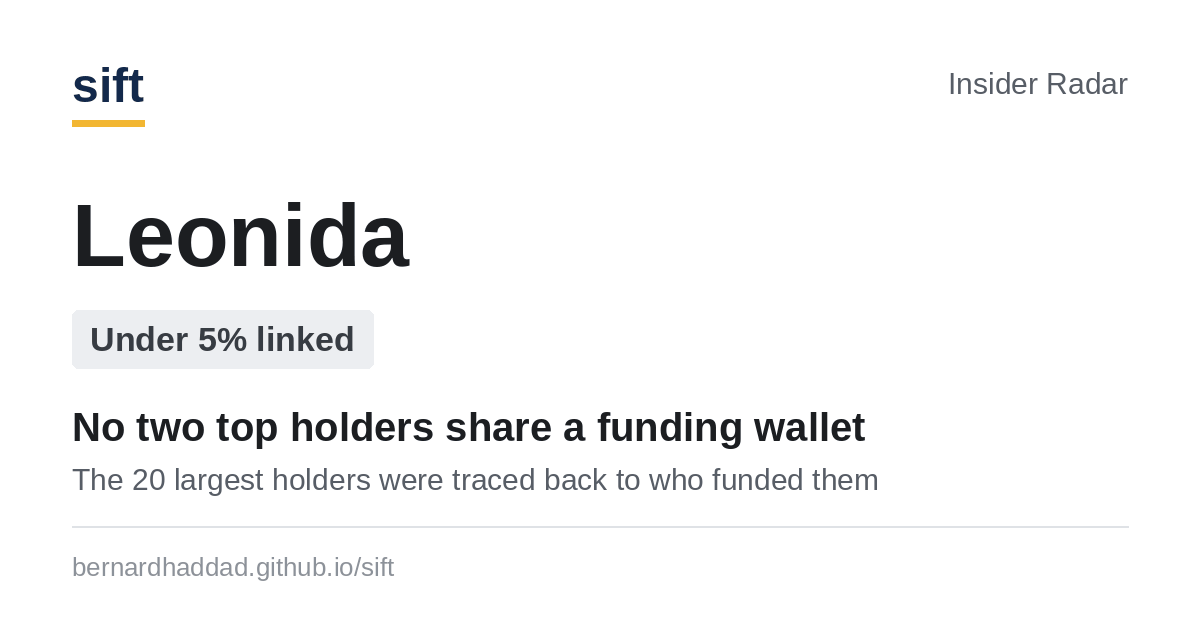 sift
Insider Radar
Leonida
Under 5% linked
No two top holders share a funding wallet
The 20 largest holders were traced back to who funded them
bernardhaddad.github.io/sift